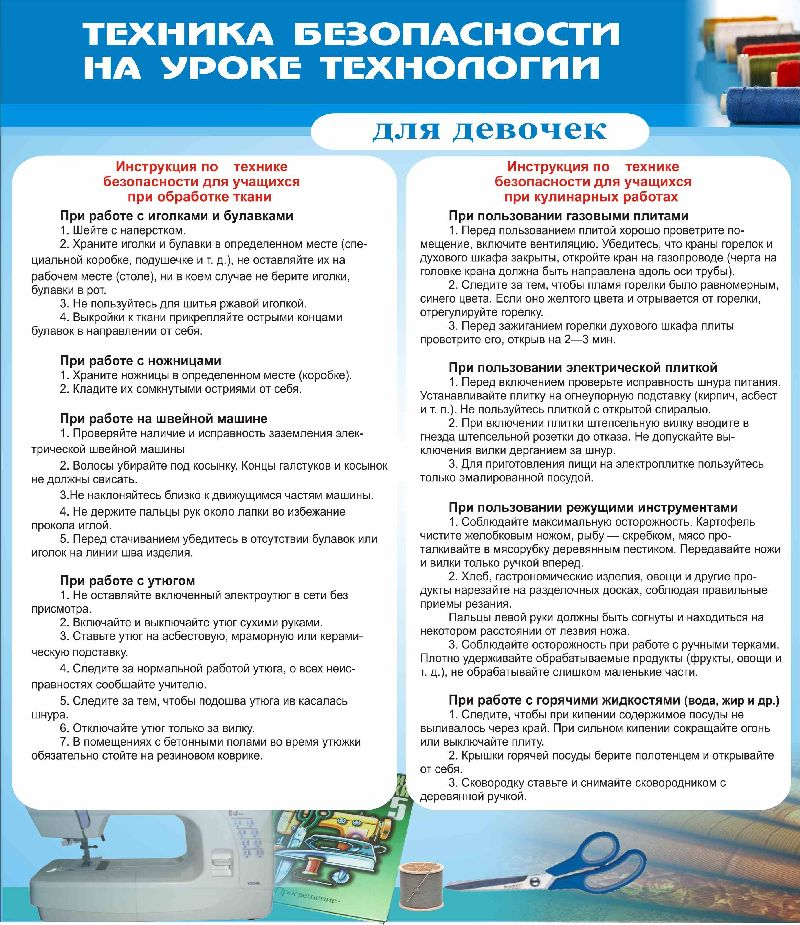 ТЕХНИКА БЕЗОПАСНОСТИ
НА УРОКЕ ТЕХНОЛОГИИ
для девочек
Инструкция по технике
безопасности для учащихся
при обработке ткани
При работе с иголками и булавками
1. Шейте с наперстком.
2. Храните иголки и булавки в определенном месте (спе-
циальной коробке, подушечке и т. д.), не оставляйте их на
рабочем месте (столе), ни в коем случае не берите иголки,
булавки в рот.
3. Не пользуйтесь для шитья ржавой иголкой.
4. Выкройки к ткани прикрепляйте острыми концами
булавок в направлении от себя.
При работе с ножницами
1. Храните ножницы в определенном месте (коробке).
2. Кладите их сомкнутыми остриями от себя.
При работе на швейной машине
1. Проверяйте наличие и исправность заземления элек-
трической швейной машины
2. Волосы убирайте под косынку. Концы галстуков и косынок
не должны свисать.
3.Не наклоняйтесь близко к движущимся частям машины.
4. Не держите пальцы рук около лапки во избежание
прокола иглой.
5. Перед стачиванием убедитесь в отсутствии булавок или
иголок на линии шва изделия.
При работе с утюгом
1. Не оставляйте включенный электроутюг в сети без
присмотра.
2. Включайте и выключайте утюг сухими руками.
3. Ставьте утюг на асбестовую, мраморную или керами-
ческую подставку.
4. Следите за нормальной работой утюга, о всех неис-
правностях сообщайте учителю.
5. Следите за тем, чтобы подошва утюга ив касалась
шнура.
6. Отключайте утюг только за вилку.
7. В помещениях с бетонными полами во время утюжки
обязательно стойте на резиновом коврике.
Инструкция по технике
безопасности для учащихся
при кулинарных работах
При пользовании газовыми плитами
1. Перед пользованием плитой хорошо проветрите по-
мещение, включите вентиляцию. Убедитесь, что краны горелок и
духового шкафа закрыты, откройте кран на газопроводе (черта на
головке крана должна быть направлена вдоль оси трубы).
2. Следите за тем, чтобы пламя горелки было равномерным,
синего цвета. Если оно желтого цвета и отрывается от горелки,
отрегулируйте горелку.
3. Перед зажиганием горелки духового шкафа плиты
проветрите его, открыв на 2—3 мин.
При пользовании электрической плиткой
1. Перед включением проверьте исправность шнура питания.
Устанавливайте плитку на огнеупорную подставку (кирпич, асбест
и т. п.). Не пользуйтесь плиткой с открытой спиралью.
2. При включении плитки штепсельную вилку вводите в
гнезда штепсельной розетки до отказа. Не допускайте вы-
ключения вилки дерганием за шнур.
3. Для приготовления пищи на электроплитке пользуйтесь
только эмалированной посудой.
При пользовании режущими инструментами
1. Соблюдайте максимальную осторожность. Картофель
чистите желобковым ножом, рыбу — скребком, мясо про-
талкивайте в мясорубку деревянным пестиком. Передавайте ножи
и вилки только ручкой вперед.
2. Хлеб, гастрономические изделия, овощи и другие про-
дукты нарезайте на разделочных досках, соблюдая правильные
приемы резания.
Пальцы левой руки должны быть согнуты и находиться на
некотором расстоянии от лезвия ножа.
3. Соблюдайте осторожность при работе с ручными терками.
Плотно удерживайте обрабатываемые продукты (фрукты, овощи и
т. д.), не обрабатывайте слишком маленькие части.
При работе с горячими жидкостями (вода, жир и др.)
1. Следите, чтобы при кипении содержимое посуды не
выливалось через край. При сильном кипении сокращайте огонь
или выключайте плиту.
2. Крышки горячей посуды берите полотенцем и открывайте
от себя.
3. Сковородку ставьте и снимайте сковородником с
деревянной ручкой.
5
Просвещение